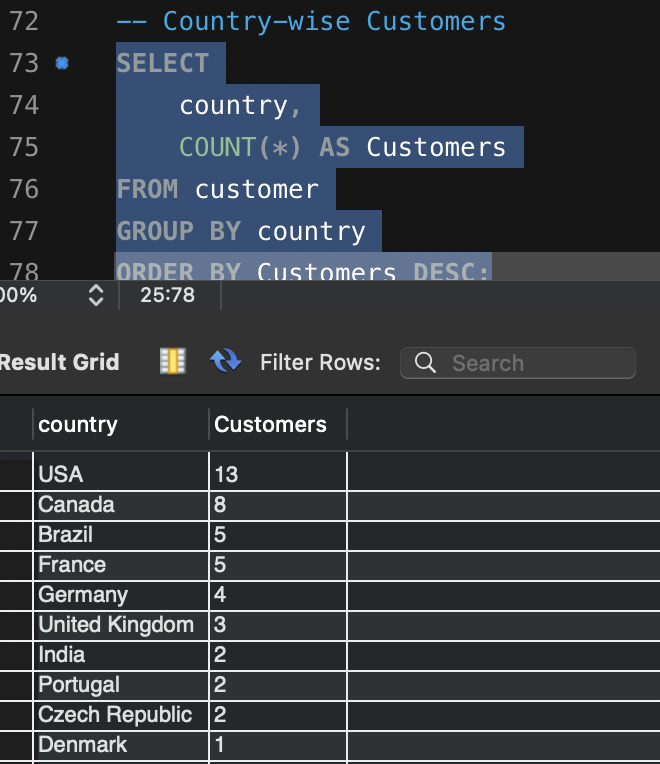 72 -- Country-wise Customers
73 SELECT
74 country,
75 COUNT(*) AS Customers
76 FROM customer
77 GROUP BY country
78 ORDER BY Customers DESC;
00% 25:78
Result Grid Filter Rows: Search
country Customers
USA 13
Canada 8
Brazil 5
France 5
Germany 4
United Kingdom 3
India 2
Portugal 2
Czech Republic 2
Denmark 1